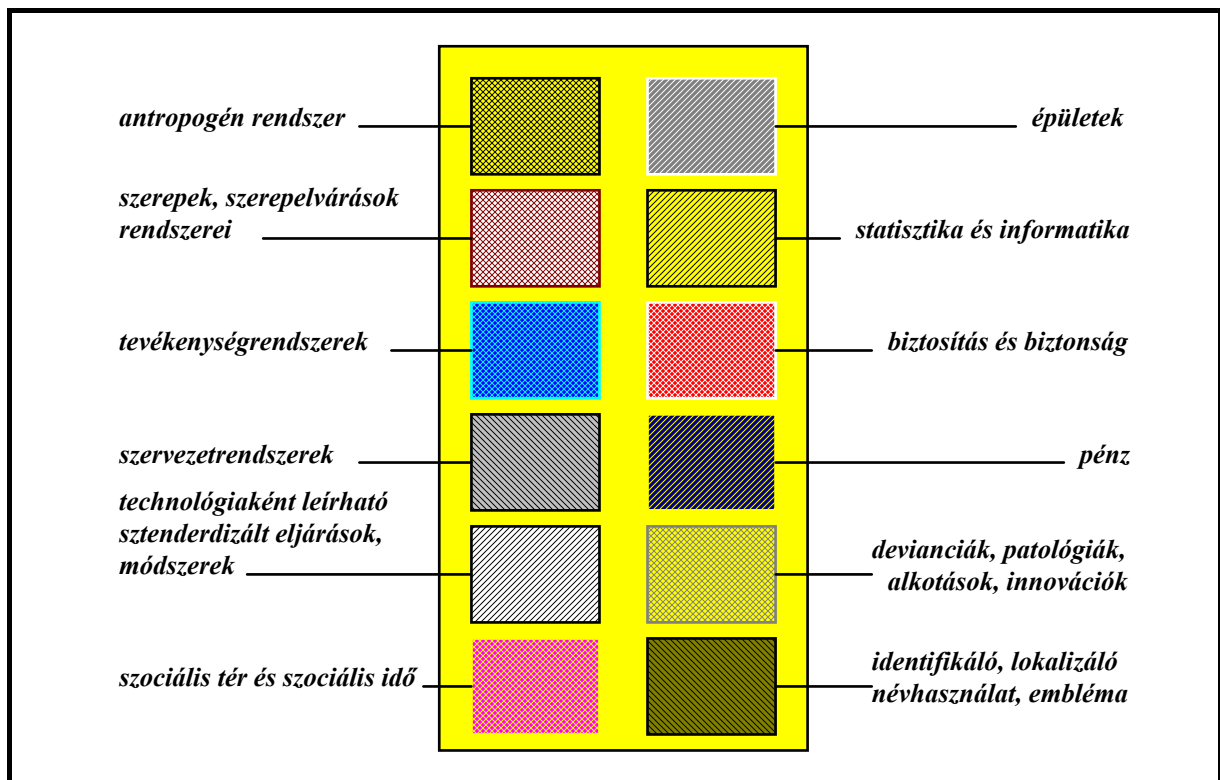 antropogén rendszer
szerepek, szerepelvárások
rendszerei
tevékenységrendszerek
szervezetrendszerek
technológiaként leírható
sztenderdizált eljárások,
módszerek
szociális tér és szociális idő
épületek
statisztika és informatika
biztosítás és biztonság
pénz
devianciák, patológiák,
alkotások, innovációk
identifikáló, lokalizáló
névhasználat, embléma